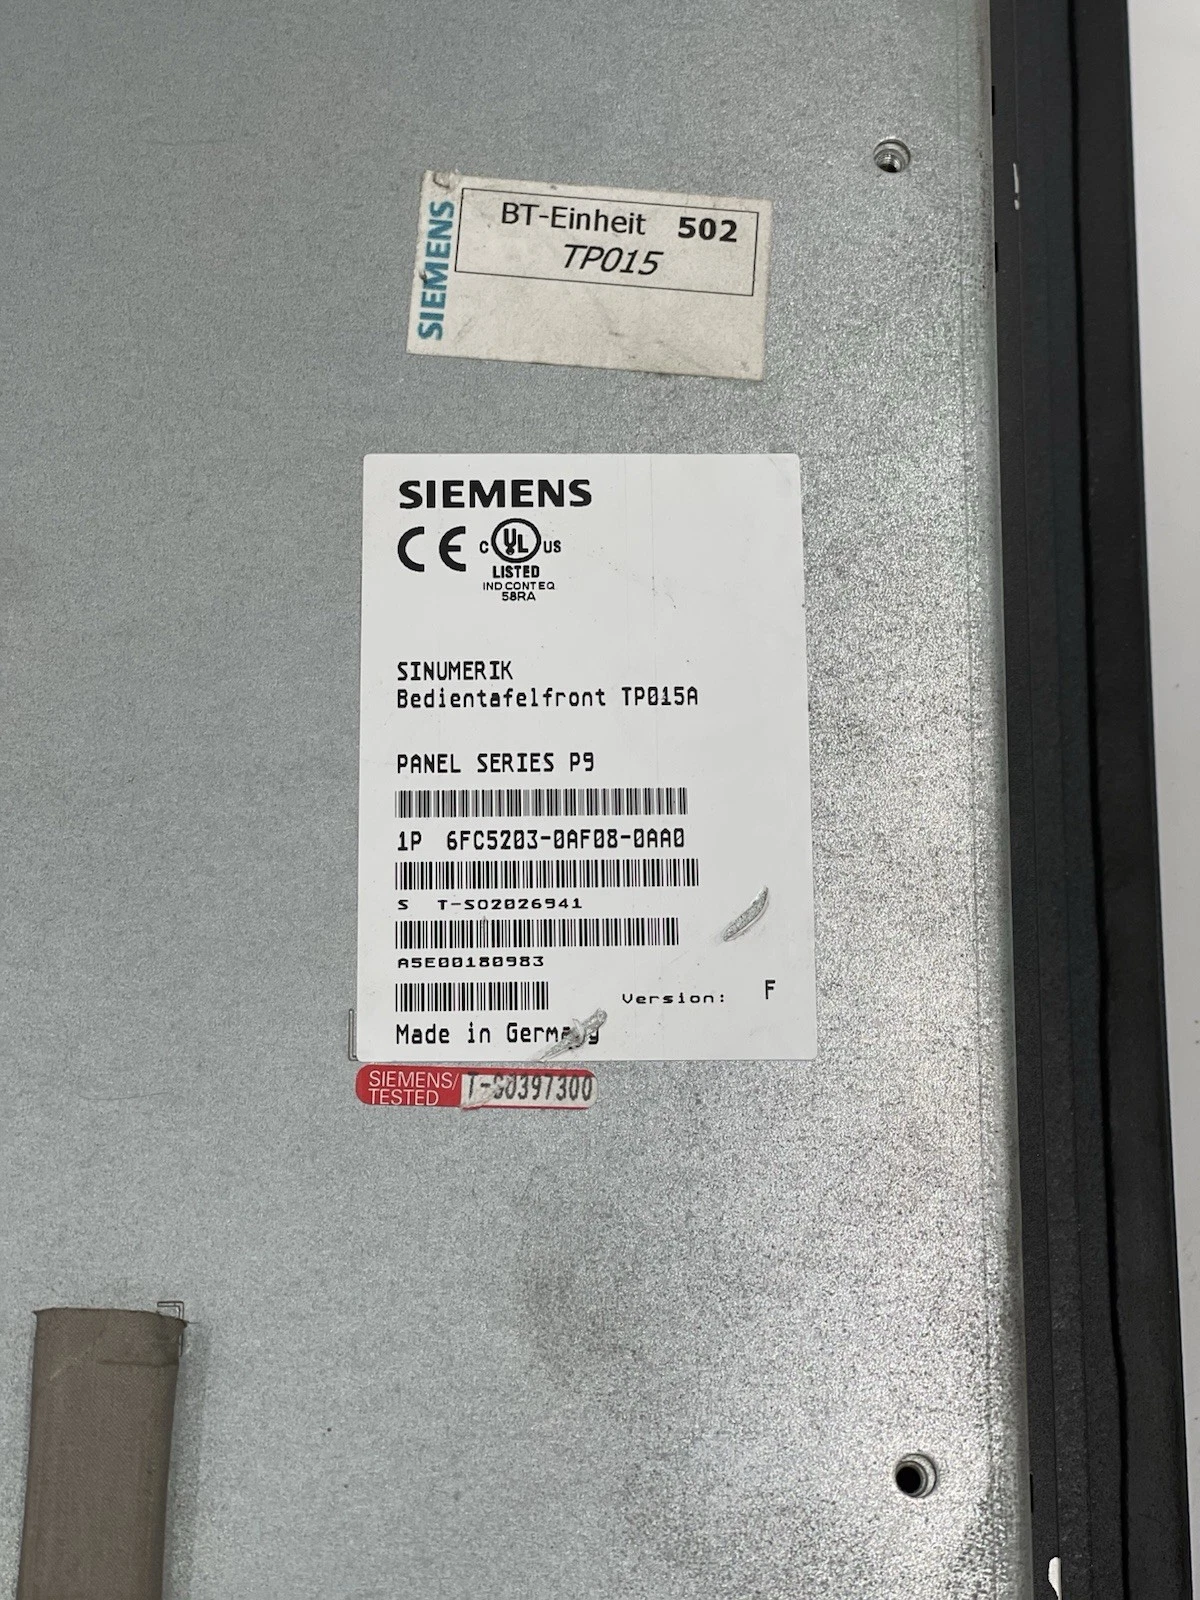 SIEMENS
BT-Einheit 502
TP015
SIEMENS
CE C UL US
LISTED
IND CONT EQ
58RA
SINUMERIK
Bedientafelfront TP015A
PANEL SERIES P9
1P 6FC5203-0AF08-0AA0
S T-S02026941
A5E00180983
Version: F
Made in Germany
SIEMENS/
TESTED
T-S0397300